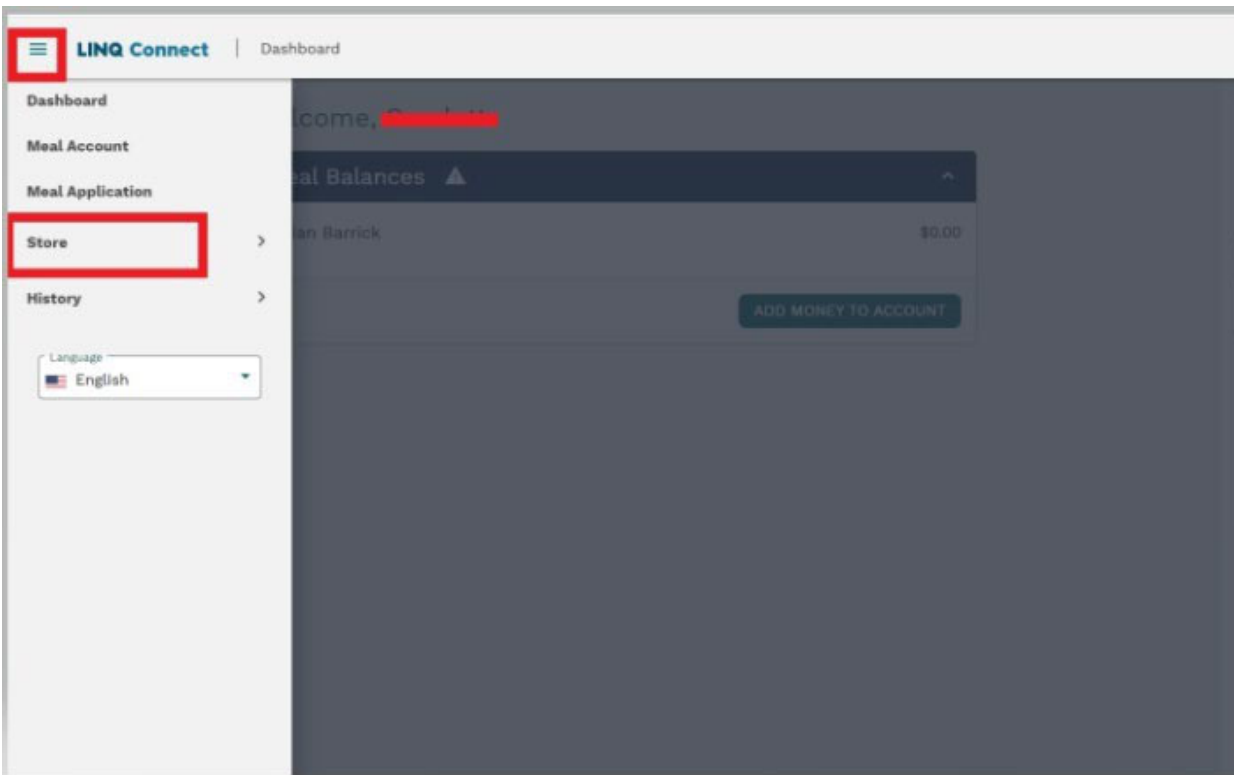 LINQ Connect | Dashboard
Dashboard
lcome,
Meal Account
eal Balances
Meal Application
Store
ian Barrick $0.00
History
ADD MONEY TO ACCOUNT
Language
English